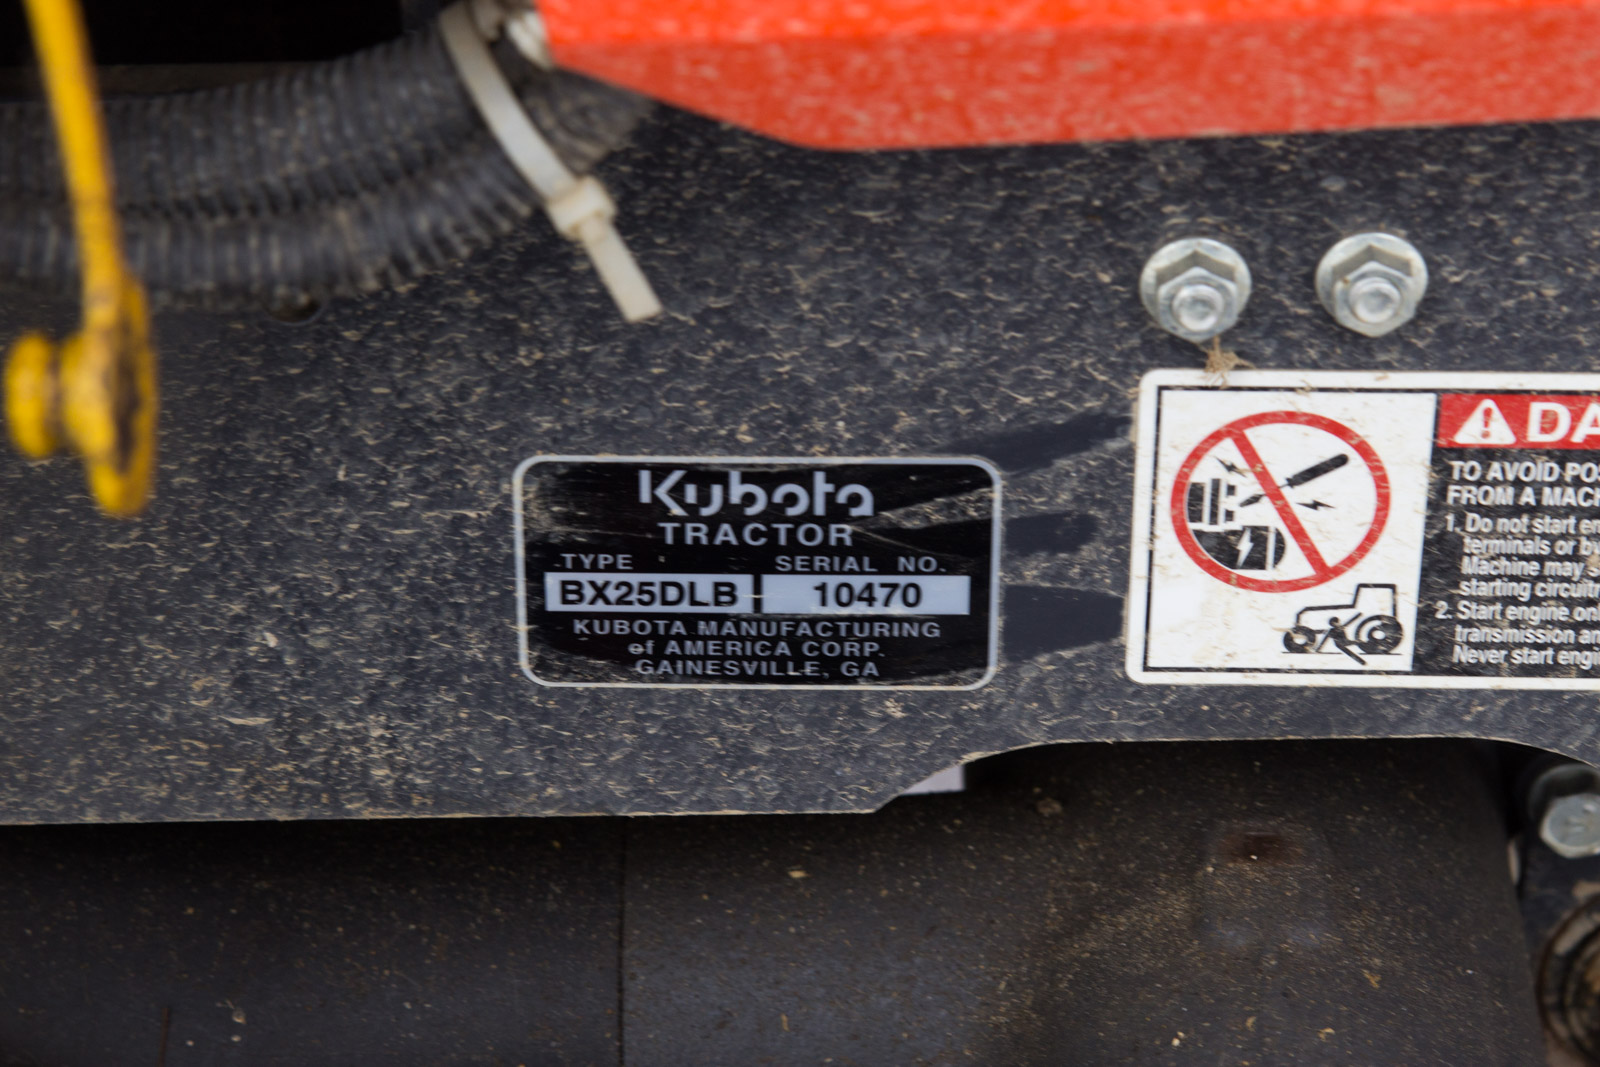 Kubota
TRACTOR
TYPE SERIAL NO.
BX25DLB 10470
KUBOTA MANUFACTURING
of AMERICA CORP.
GAINESVILLE, GA
DA
TO AVOID POS
FROM A MACH
1. Do not start en
terminals or by
Machine may s
starting circuitr
2. Start engine onl
transmission an
Never start engi